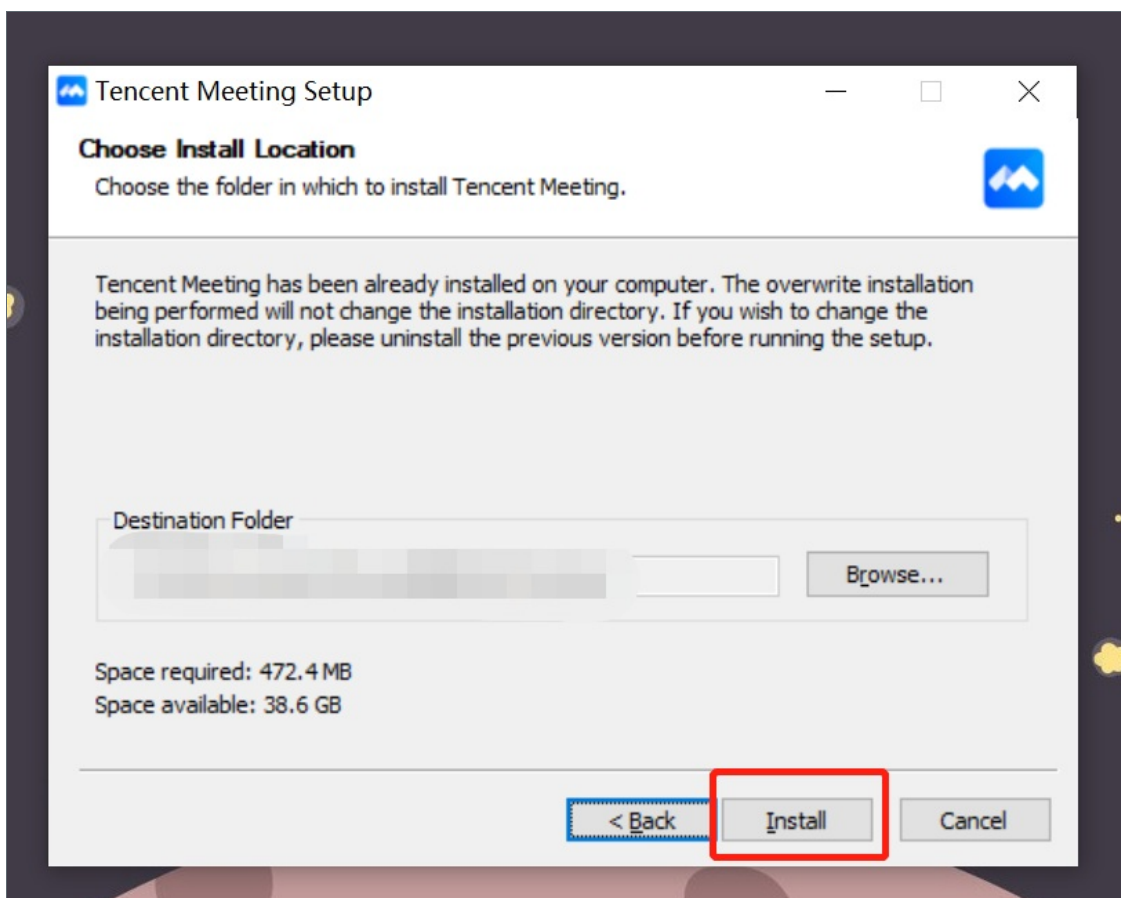 Tencent Meeting Setup
Choose Install Location
Choose the folder in which to install Tencent Meeting.
Tencent Meeting has been already installed on your computer. The overwrite installation
being performed will not change the installation directory. If you wish to change the
installation directory, please uninstall the previous version before running the setup.
Destination Folder
Browse...
Space required: 472.4 MB
Space available: 38.6 GB
< Back
Install
Cancel